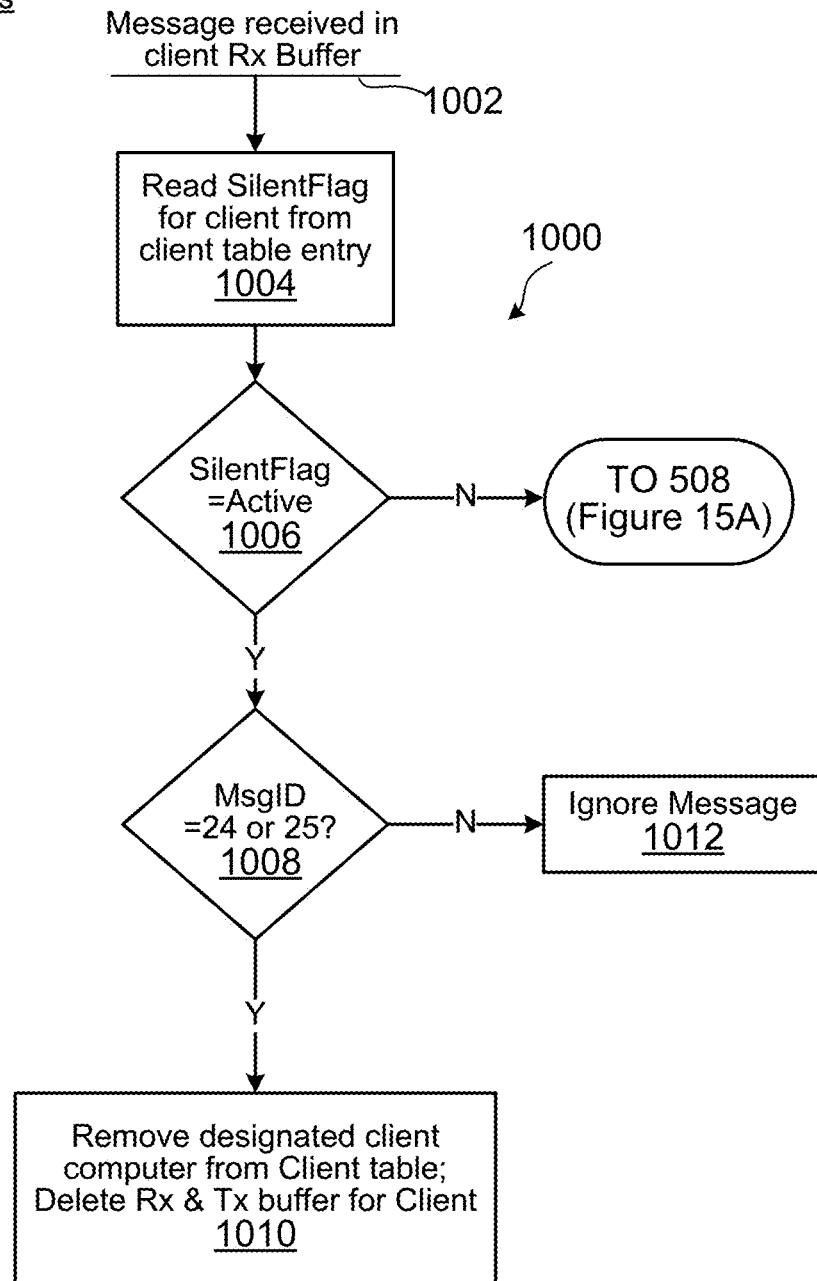 Message received in
client Rx Buffer
1002
Read SilentFlag
for client from
client table entry
1004
1000
SilentFlag
=Active
1006
N
TO 508
(Figure 15A)
Y
MsgID
=24 or 25?
1008
N
Ignore Message
1012
Y
Remove designated client
computer from Client table;
Delete Rx & Tx buffer for Client
1010